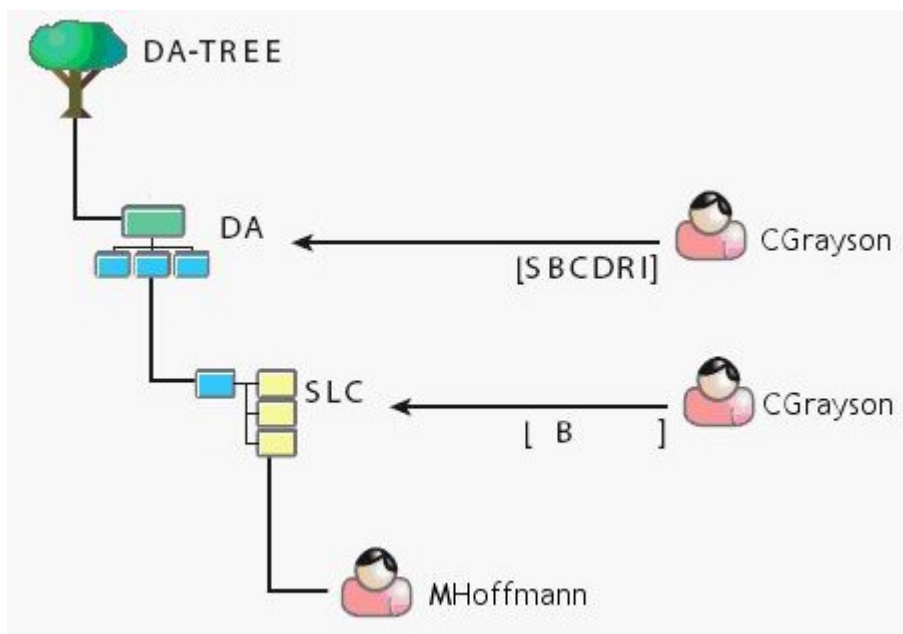 DA-TREE
DA
CGrayson
[SBCDRI]
SLC
CGrayson
[ B ]
MHoffmann